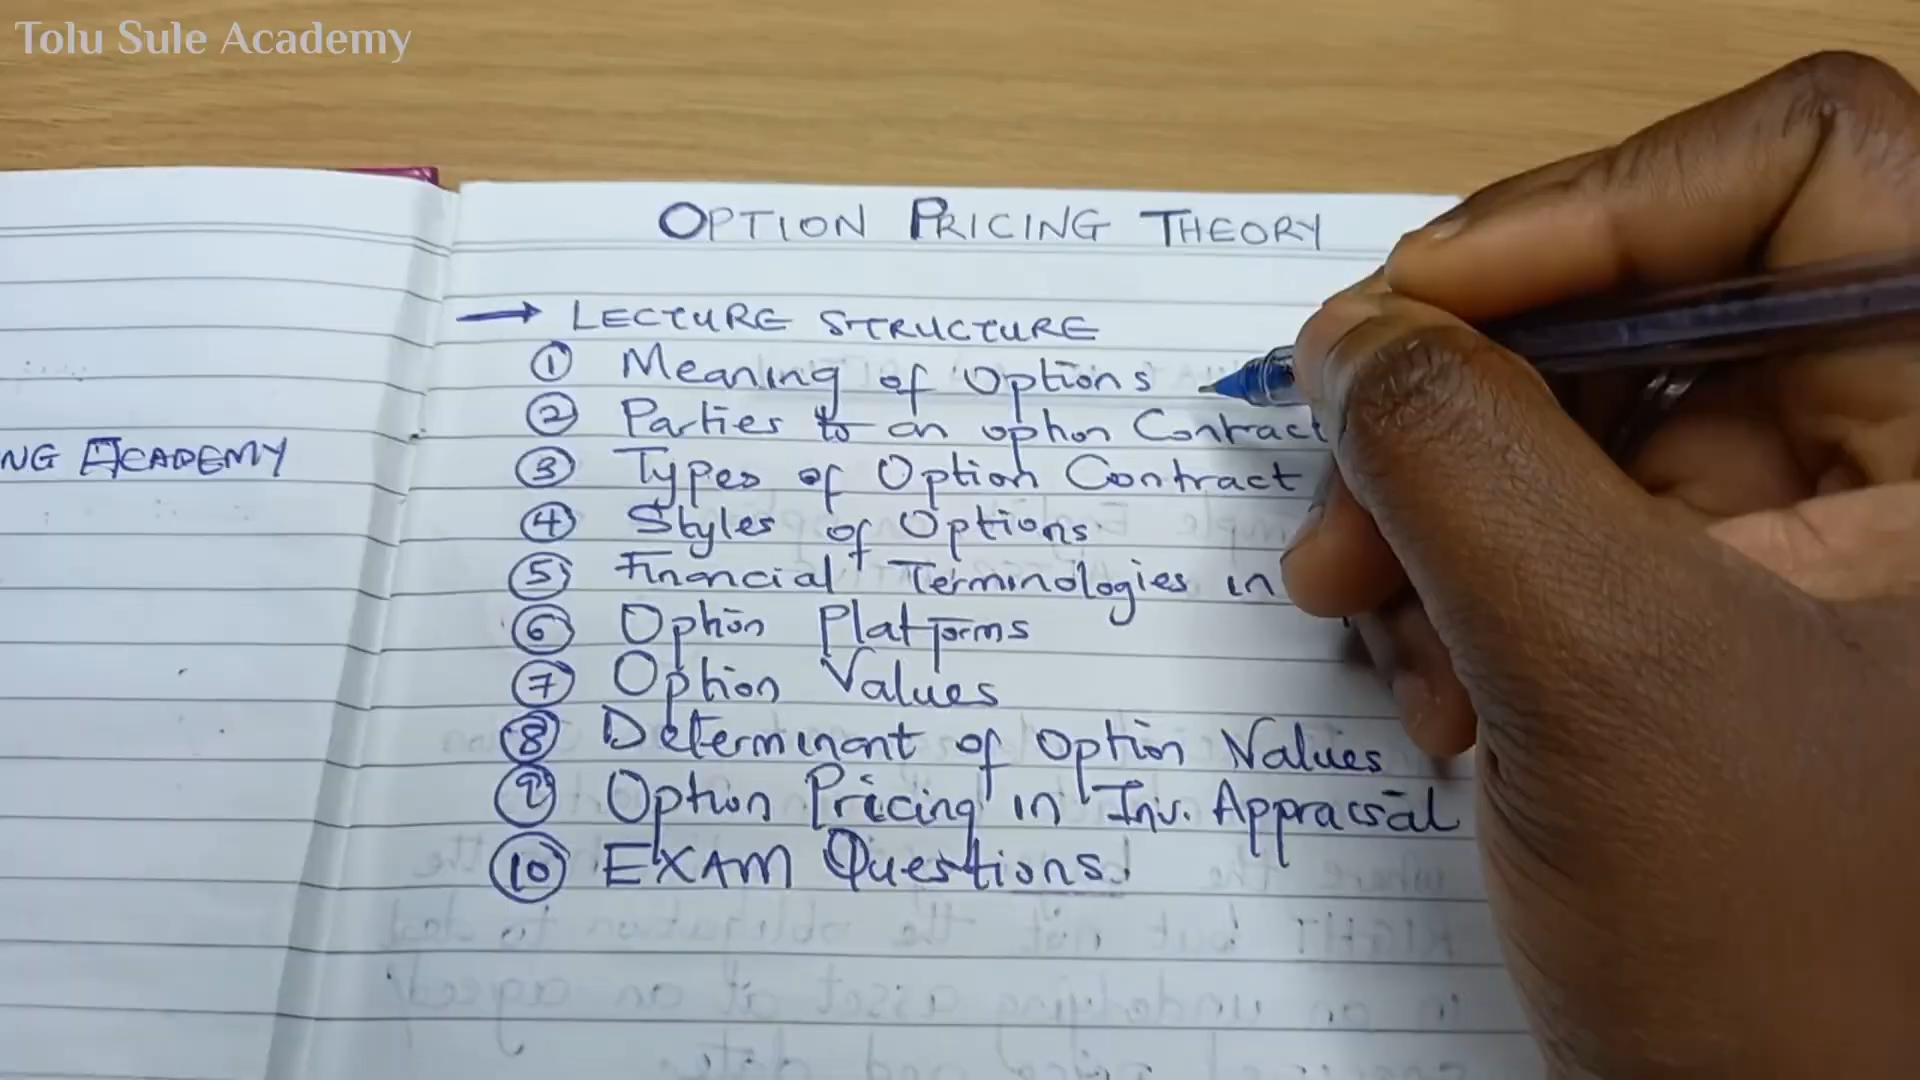 Tolu Sule Academy
OPTION PRICING THEORY
→ LECTURE STRUCTURE
① Meaning of Options
② Parties to an option Contract
③ Types of Option Contract
④ Styles of Options
⑤ Financial Terminologies in
⑥ Option Platforms
⑦ Option Values
⑧ Determinant of Option Values
⑨ Option Pricing in Inv. Appraisal
⑩ EXAM Questions.
NG ACADEMY